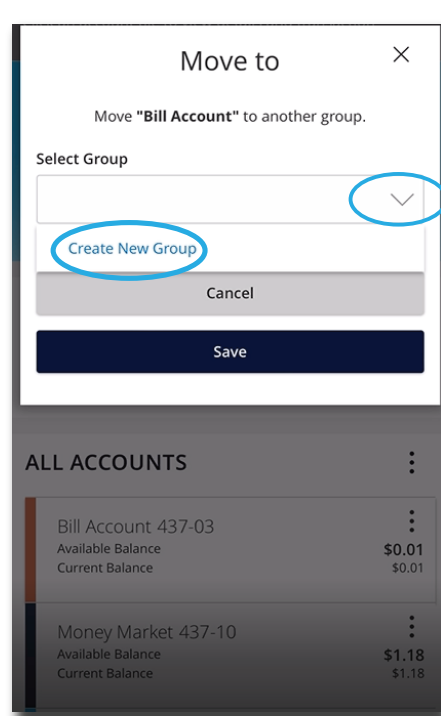 Move to
Move "Bill Account" to another group.
Select Group
Create New Group
Cancel
Save
ALL ACCOUNTS
Bill Account 437-03
Available Balance $0.01
Current Balance $0.01
Money Market 437-10
Available Balance $1.18
Current Balance $1.18